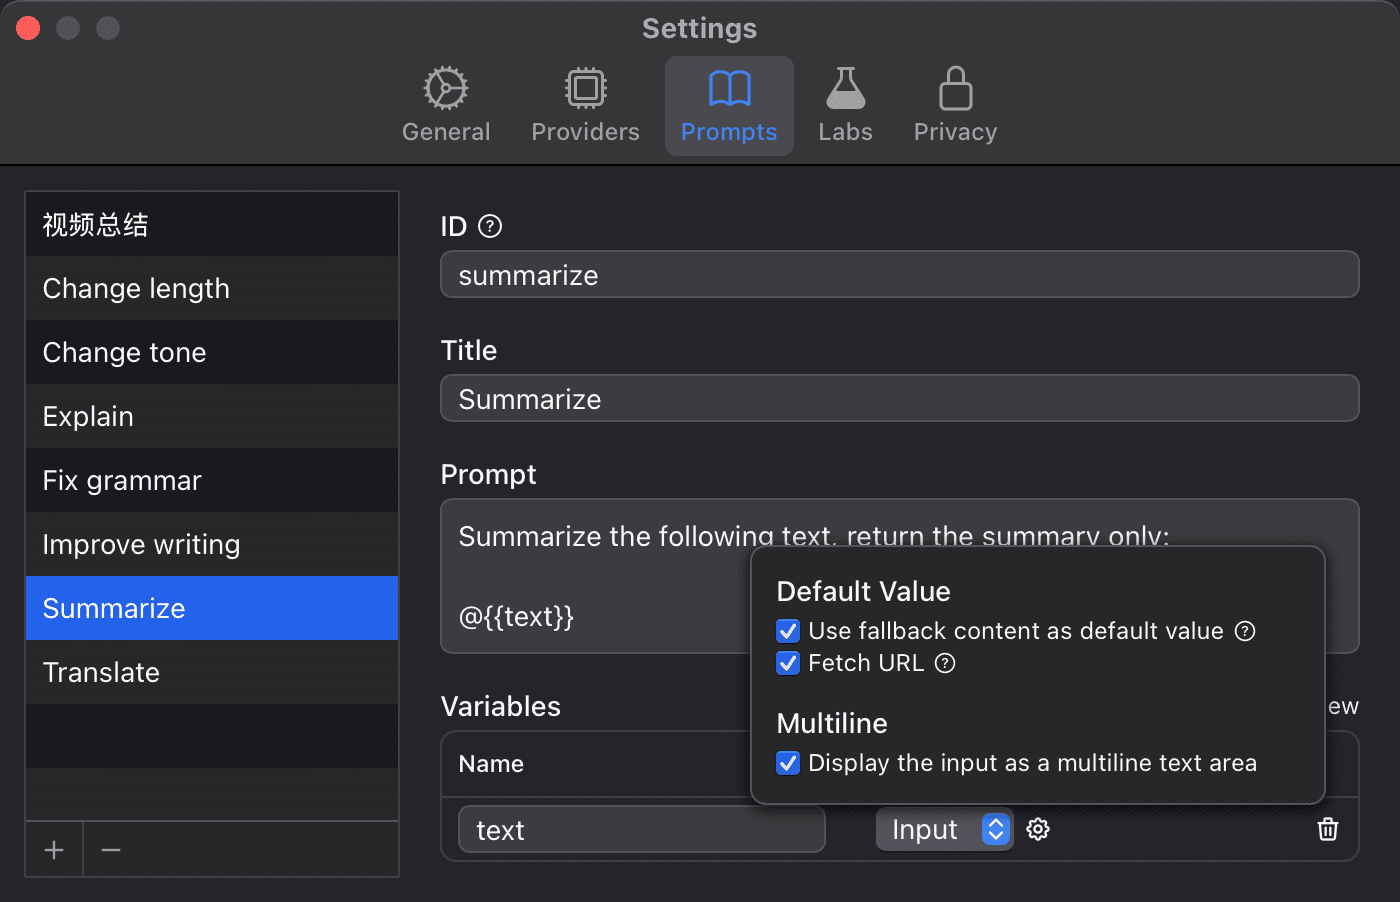 Settings
General
Providers
Prompts
Labs
Privacy
视频总结
Change length
Change tone
Explain
Fix grammar
Improve writing
Summarize
Translate
ID
summarize
Title
Summarize
Prompt
Summarize the following text, return the summary only:
@{{text}}
Default Value
Use fallback content as default value
Fetch URL
Multiline
Display the input as a multiline text area
Variables
Name
text
Input